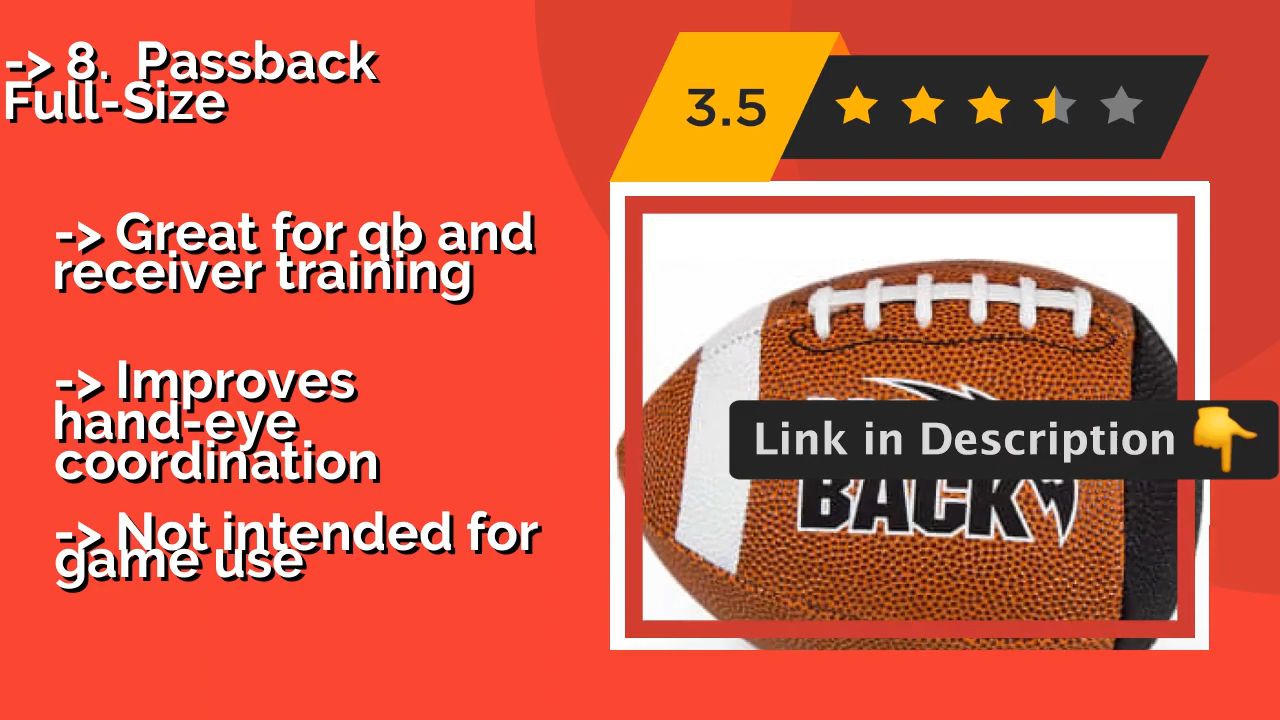 -> 8.  Passback
Full-Size
3.5
-> Great for qb and
receiver training
-> Improves
hand-eye
coordination
-> Not intended for
game use
Link in Description
BACK